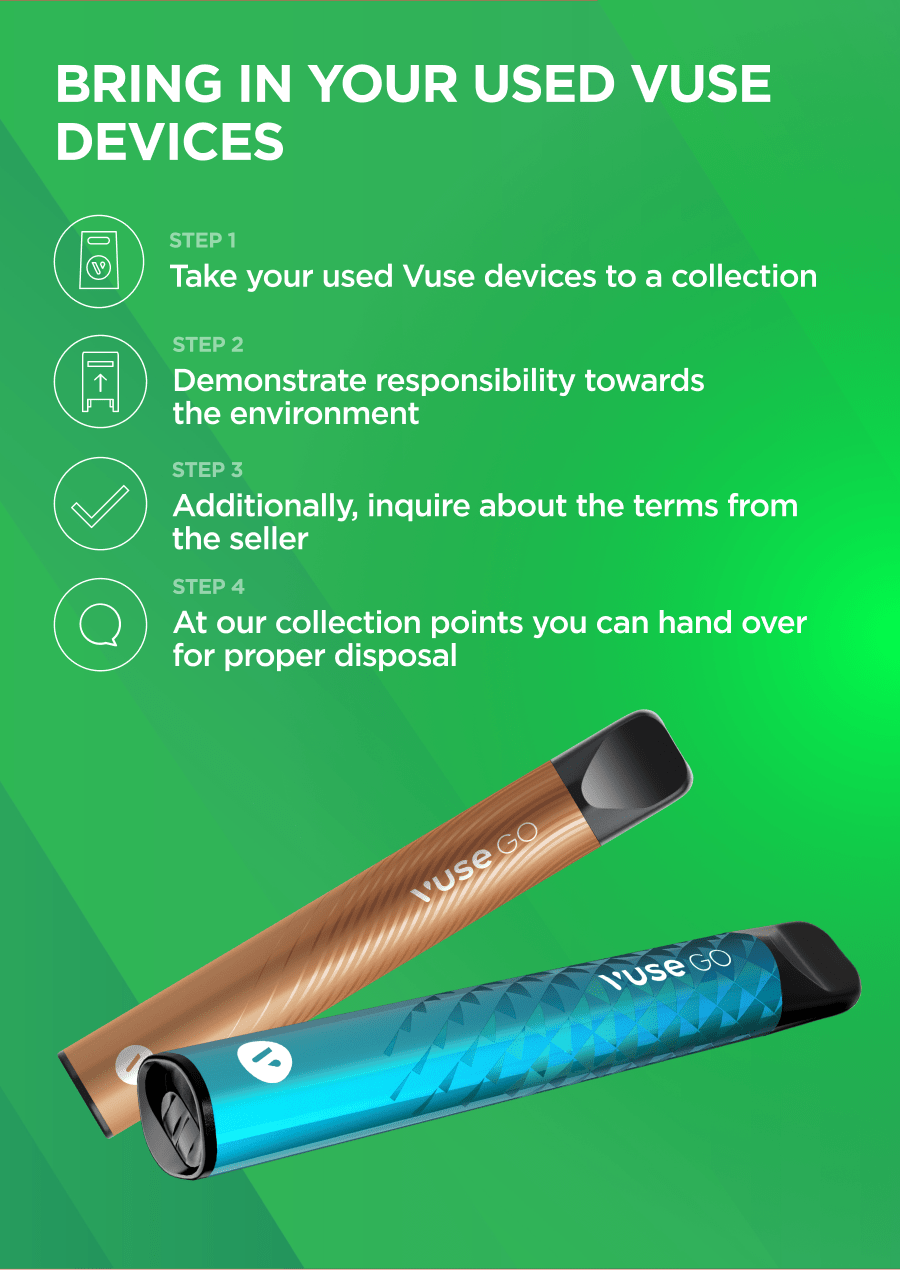 BRING IN YOUR USED VUSE
DEVICES
STEP 1
Take your used Vuse devices to a collection
STEP 2
Demonstrate responsibility towards
the environment
STEP 3
Additionally, inquire about the terms from
the seller
STEP 4
At our collection points you can hand over
for proper disposal
vuse GO
vuse GO